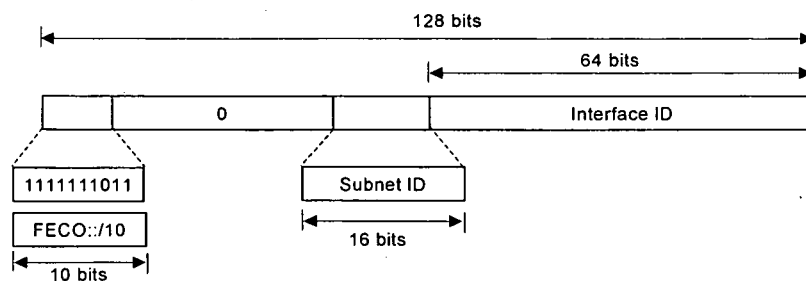 128 bits
64 bits
0
Interface ID
1111111011
Subnet ID
FECO::/10
16 bits
10 bits